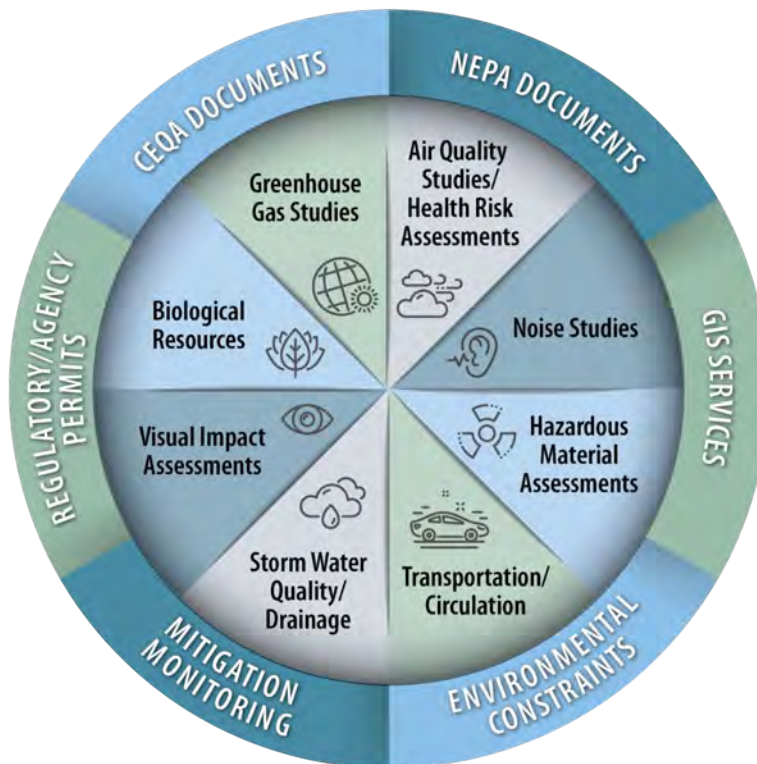 CEQA DOCUMENTS
NEPA DOCUMENTS
GIS SERVICES
ENVIRONMENTAL
CONSTRAINTS
MITIGATION
MONITORING
REGULATORY/AGENCY
PERMITS
Greenhouse
Gas Studies
Air Quality
Studies/
Health Risk
Assessments
Noise Studies
Hazardous
Material
Assessments
Transportation/
Circulation
Storm Water
Quality/
Drainage
Visual Impact
Assessments
Biological
Resources